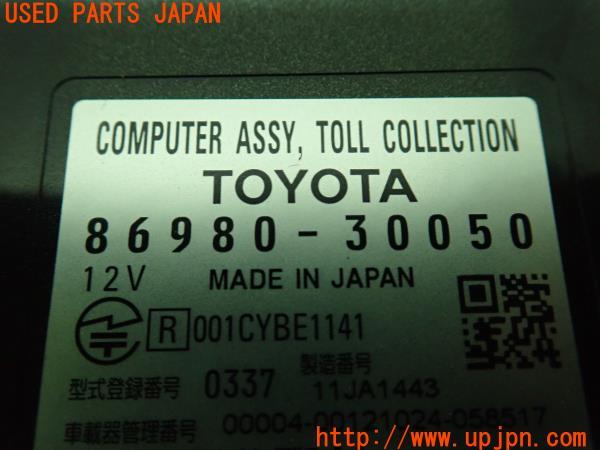 USED PARTS JAPAN
COMPUTER ASSY, TOLL COLLECTION
TOYOTA
86980-30050
12V MADE IN JAPAN
R 001CYBE1141
型式登録番号 0337 製造番号 11JA1443
車載器管理番号 00004-00121024-058517
http://www.upjpn.com